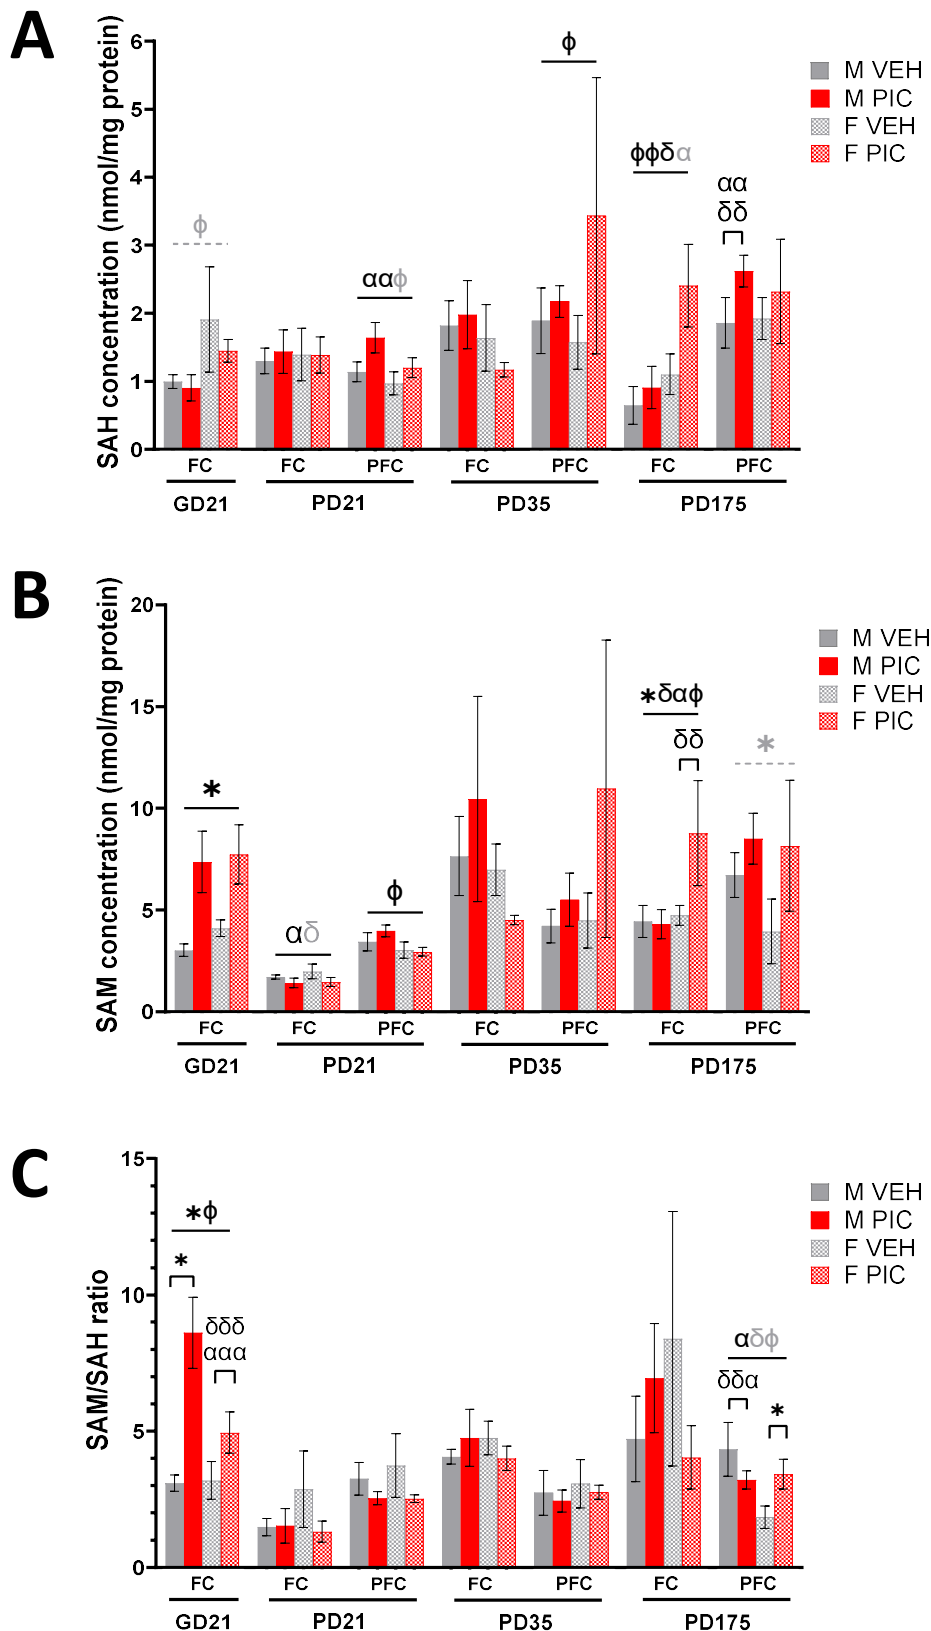 A
SAH concentration (nmol/mg protein)
6
5
4
3
2
1
0
M VEH
M PIC
F VEH
F PIC
ϕ
ααϕ
ϕ
ϕϕδα
αα
δδ
FC FC PFC FC PFC FC PFC
GD21 PD21 PD35 PD175
B
SAM concentration (nmol/mg protein)
20
15
10
5
0
M VEH
M PIC
F VEH
F PIC
*
αδ
ϕ
*δαϕ
δδ
*
FC FC PFC FC PFC FC PFC
GD21 PD21 PD35 PD175
C
SAM/SAH ratio
15
10
5
0
M VEH
M PIC
F VEH
F PIC
*ϕ
*
δδδ
ααα
αδϕ
δδα
*
FC FC PFC FC PFC FC PFC
GD21 PD21 PD35 PD175